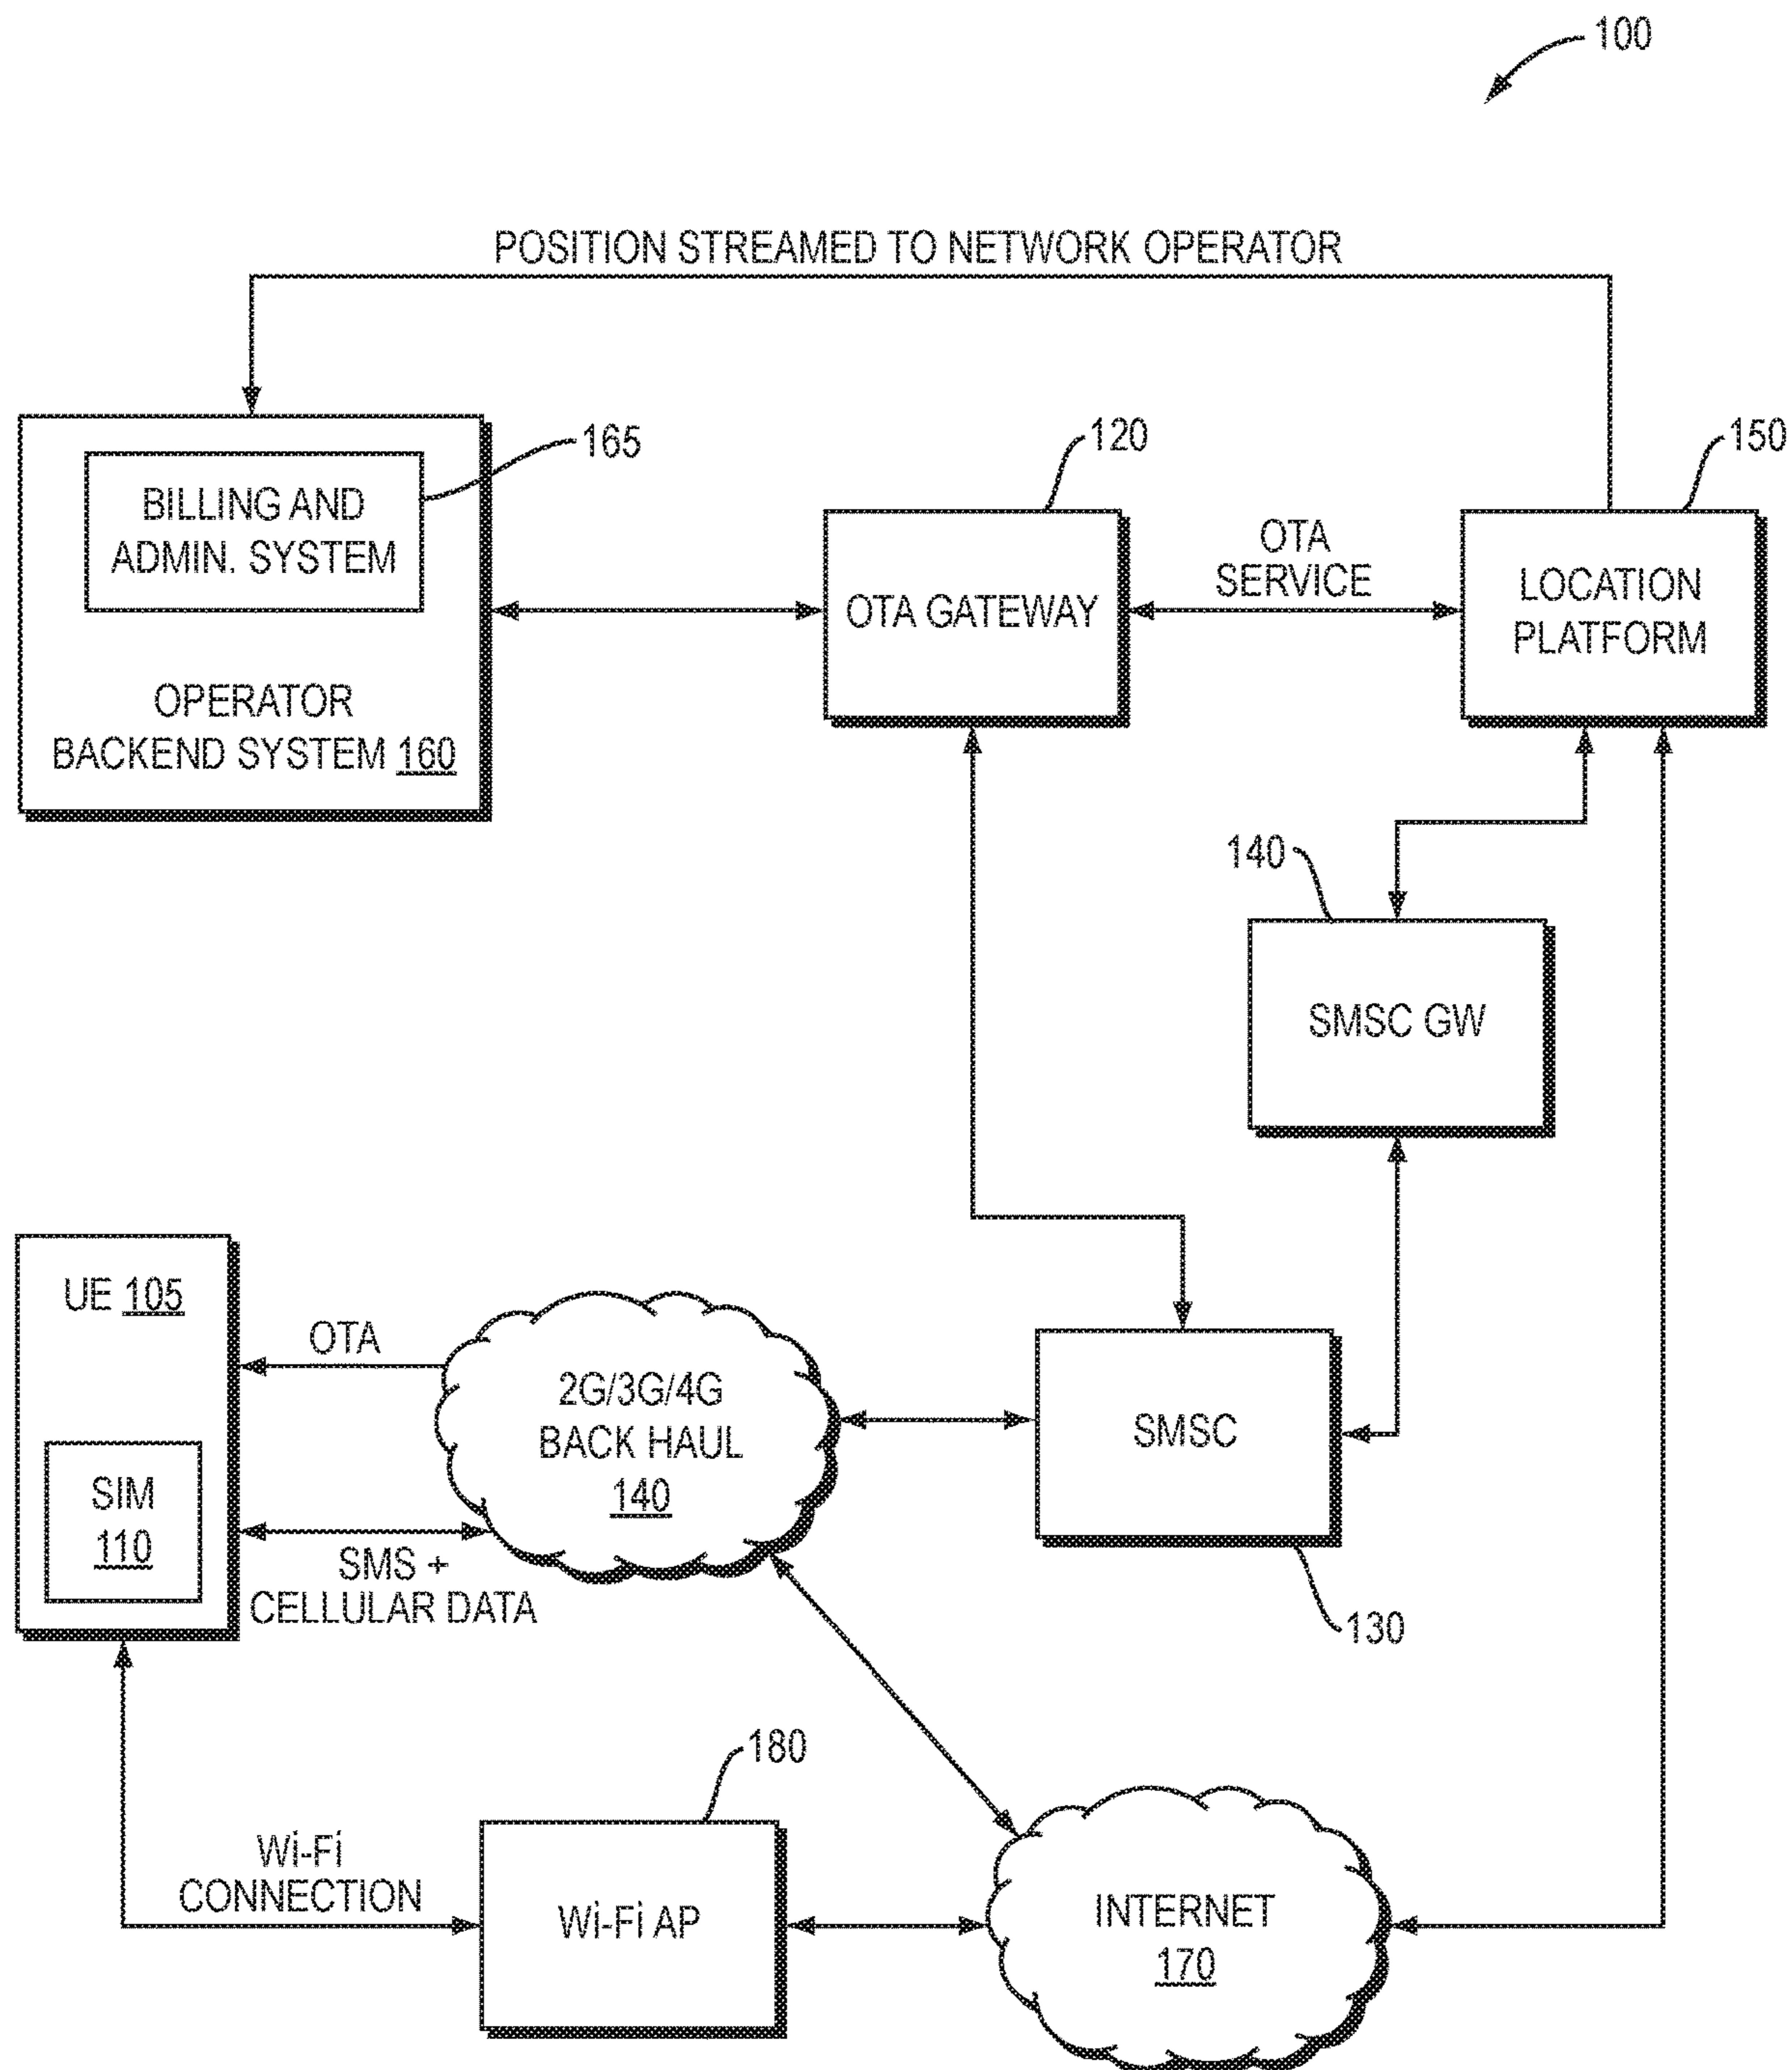 100
POSITION STREAMED TO NETWORK OPERATOR
165
120
150
BILLING AND
ADMIN. SYSTEM
OPERATOR
BACKEND SYSTEM 160
OTA GATEWAY
OTA
SERVICE
LOCATION
PLATFORM
140
SMSC GW
UE 105
OTA
SIM
110
SMS +
CELLULAR DATA
2G/3G/4G
BACK HAUL
140
SMSC
130
180
Wi-Fi
CONNECTION
Wi-Fi AP
INTERNET
170